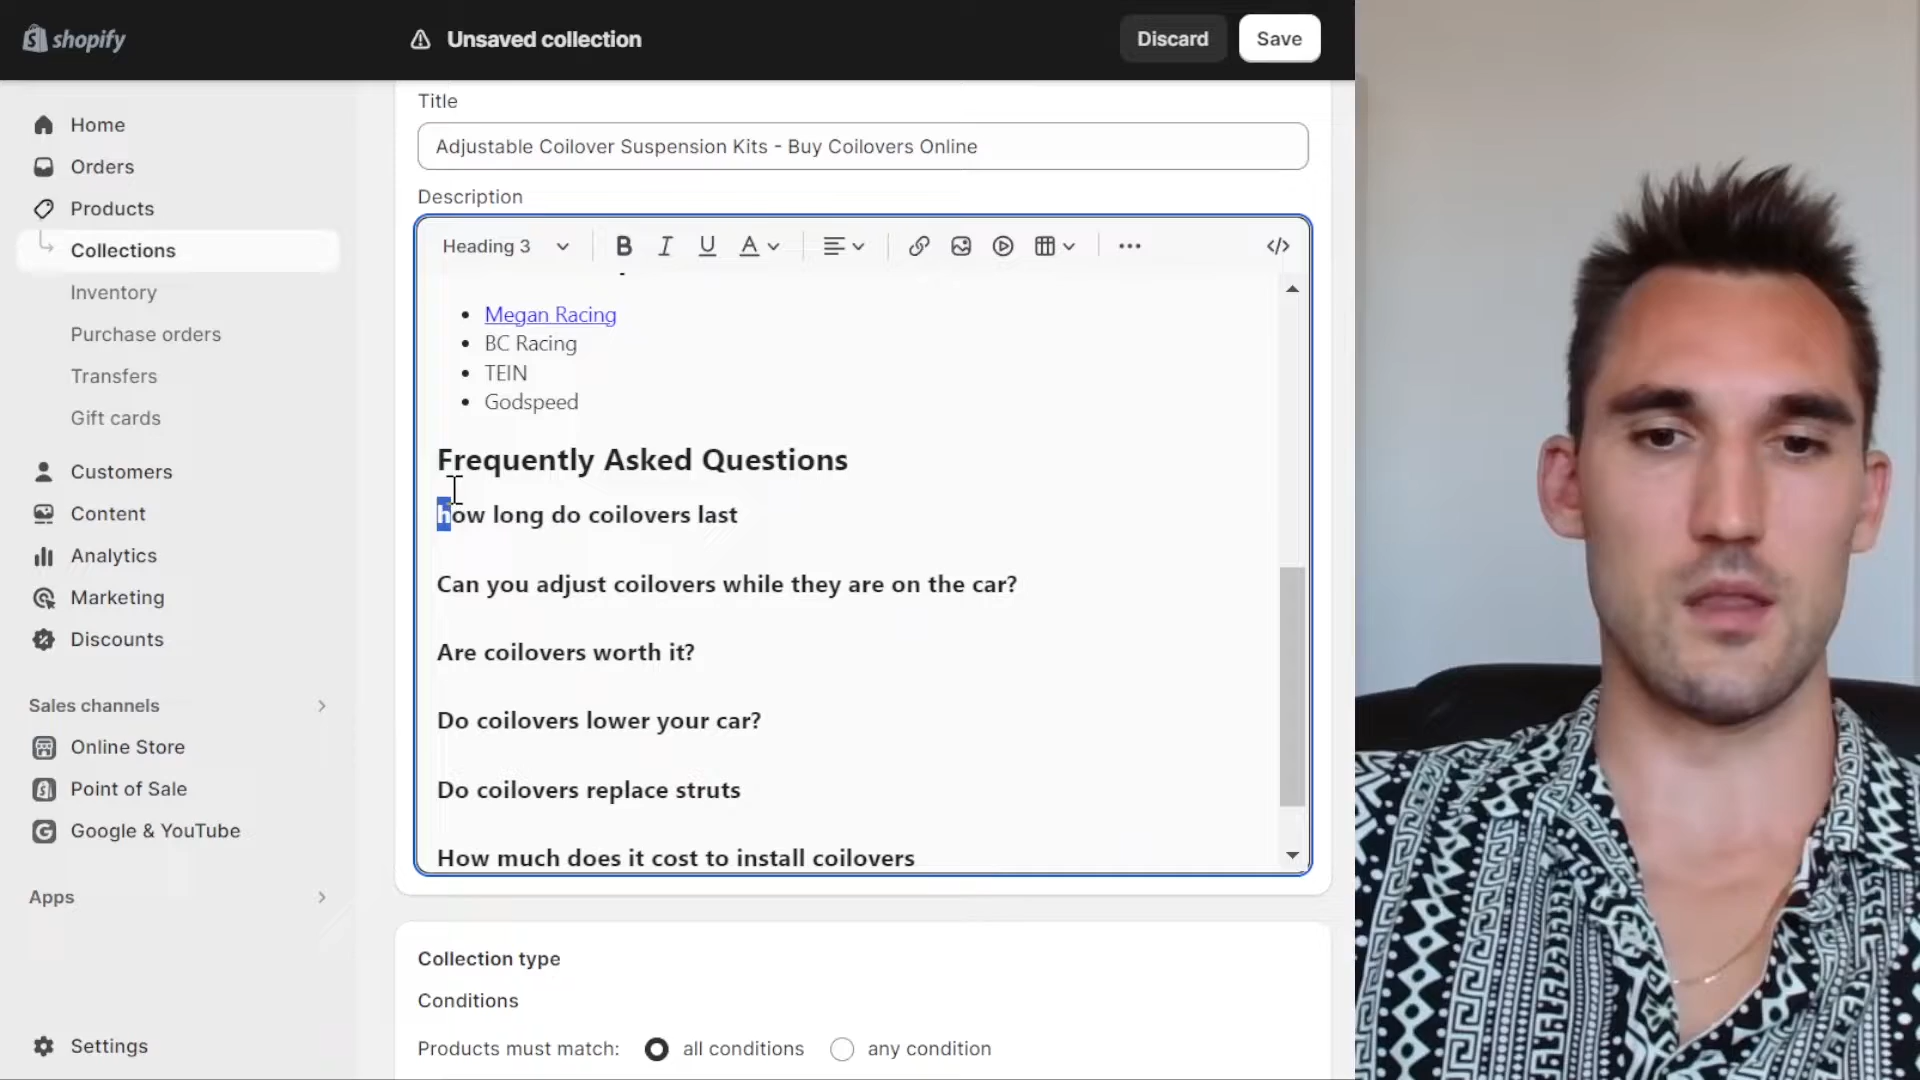 shopify
Unsaved collection
Discard
Save
Home
Orders
Products
Collections
Inventory
Purchase orders
Transfers
Gift cards
Customers
Content
Analytics
Marketing
Discounts
Sales channels
Online Store
Point of Sale
Google & YouTube
Apps
Settings
Title
Adjustable Coilover Suspension Kits - Buy Coilovers Online
Description
Heading 3
B I U A
Megan Racing
BC Racing
TEIN
Godspeed
Frequently Asked Questions
how long do coilovers last
Can you adjust coilovers while they are on the car?
Are coilovers worth it?
Do coilovers lower your car?
Do coilovers replace struts
How much does it cost to install coilovers
Collection type
Conditions
Products must match: all conditions any condition